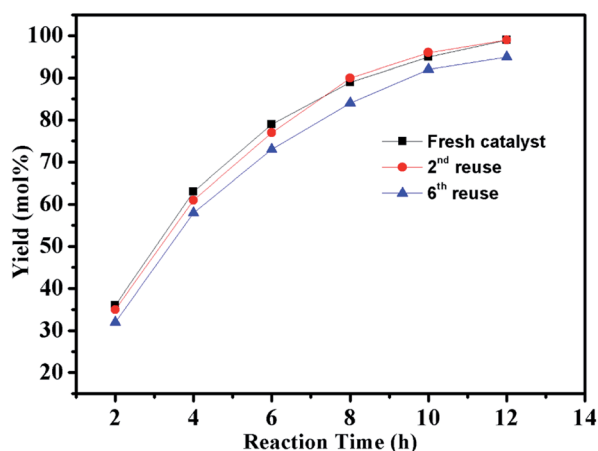 100
90
80
70
60
50
40
30
20
Yield (mol%)
Fresh catalyst
2nd reuse
6th reuse
2 4 6 8 10 12 14
Reaction Time (h)